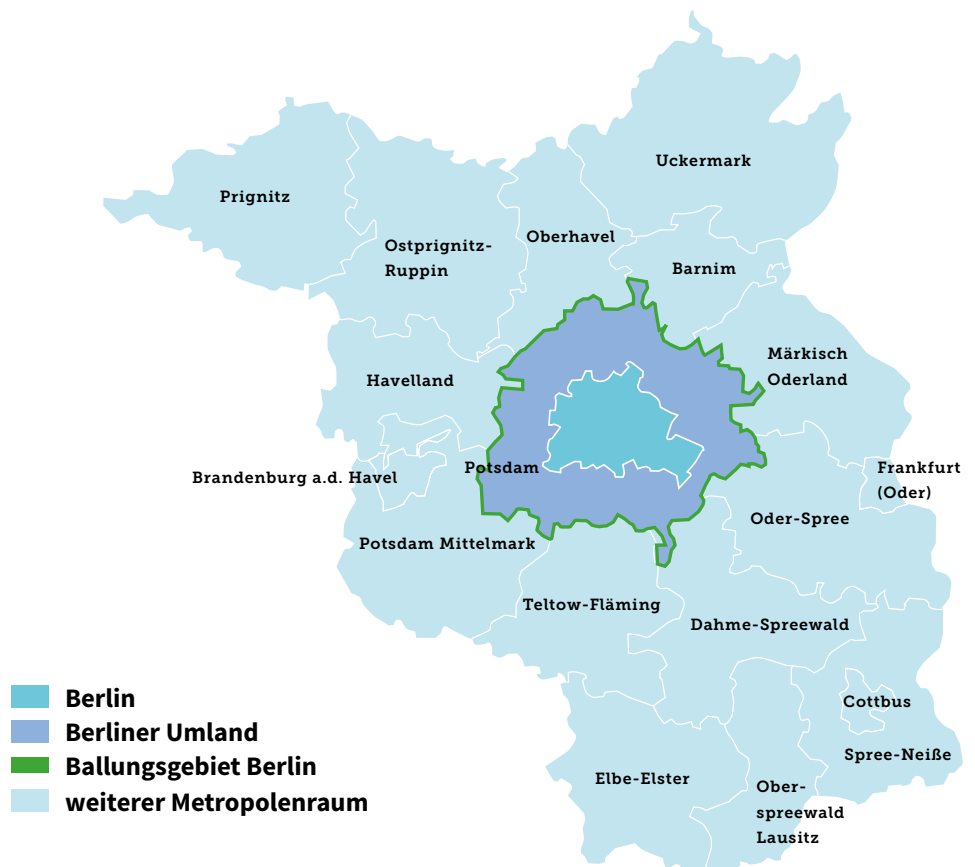 Uckermark
Prignitz
Oberhavel
Ostprignitz-
Ruppin
Barnim
Märkisch
Oderland
Havelland
Potsdam
Brandenburg a.d. Havel
Frankfurt
(Oder)
Oder-Spree
Potsdam Mittelmark
Teltow-Fläming
Dahme-Spreewald
Cottbus
Spree-Neiße
Elbe-Elster
Ober-
spreewald
Lausitz
Berlin
Berliner Umland
Ballungsgebiet Berlin
weiterer Metropolenraum